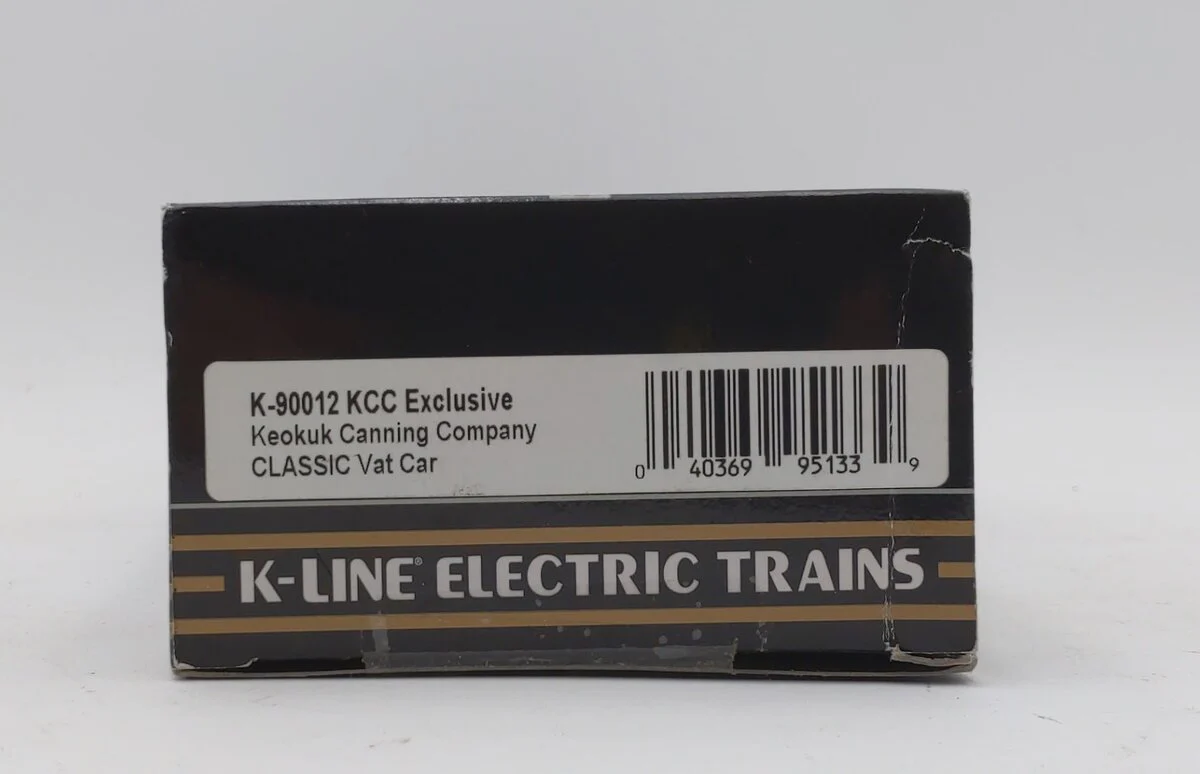 K-90012 KCC Exclusive
Keokuk Canning Company
CLASSIC Vat Car
0 40369 95133 9
K-LINE® ELECTRIC TRAINS